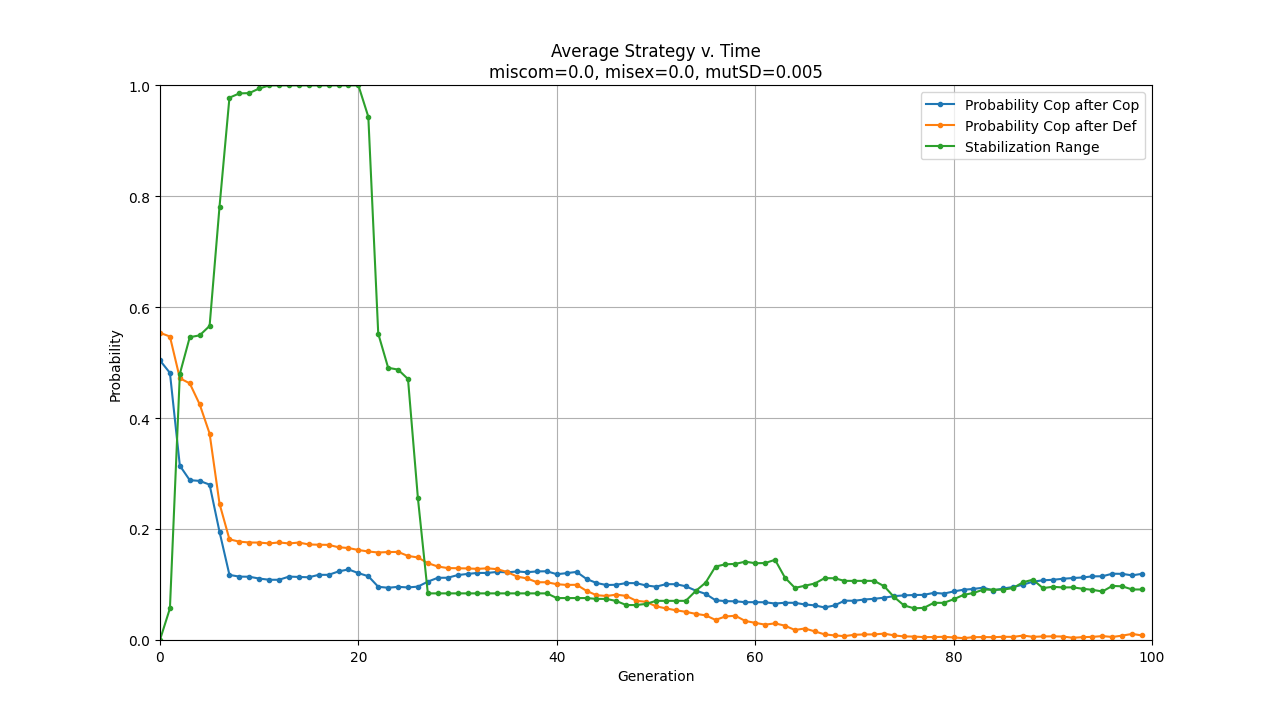 Average Strategy v. Time
miscom=0.0, misex=0.0, mutSD=0.005
Probability Cop after Cop
Probability Cop after Def
Stabilization Range
Probability
1.0
0.8
0.6
0.4
0.2
0.0
0 20 40 60 80 100
Generation